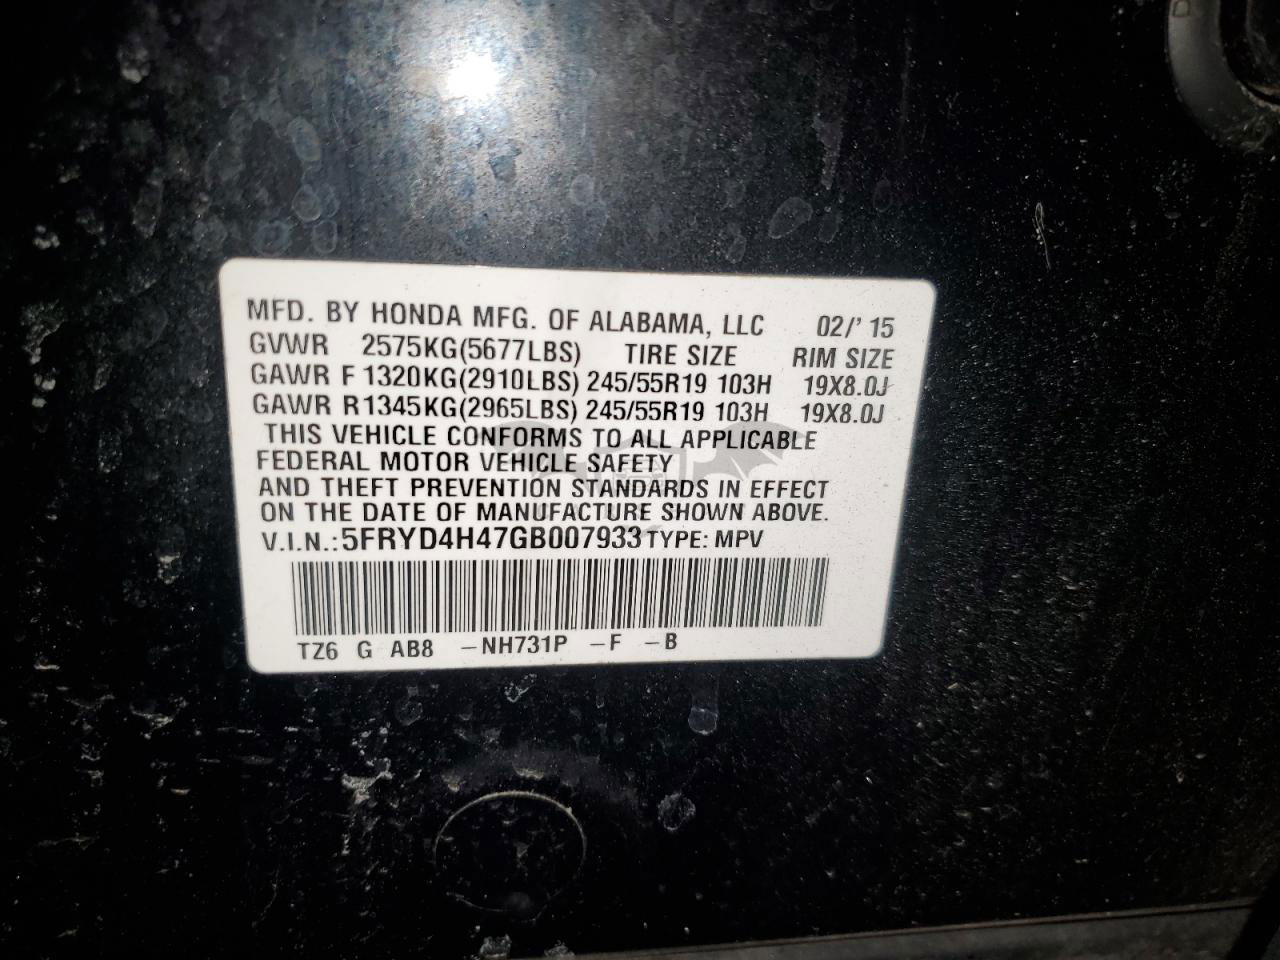 MFD. BY HONDA MFG. OF ALABAMA, LLC 02/' 15
GVWR 2575KG(5677LBS) TIRE SIZE RIM SIZE
GAWR F 1320KG(2910LBS) 245/55R19 103H 19X8.0J
GAWR R1345KG(2965LBS) 245/55R19 103H 19X8.0J
THIS VEHICLE CONFORMS TO ALL APPLICABLE
FEDERAL MOTOR VEHICLE SAFETY
AND THEFT PREVENTION STANDARDS IN EFFECT
ON THE DATE OF MANUFACTURE SHOWN ABOVE.
V.I.N.:5FRYD4H47GB007933 TYPE: MPV
TZ6 G AB8 -NH731P -F -B